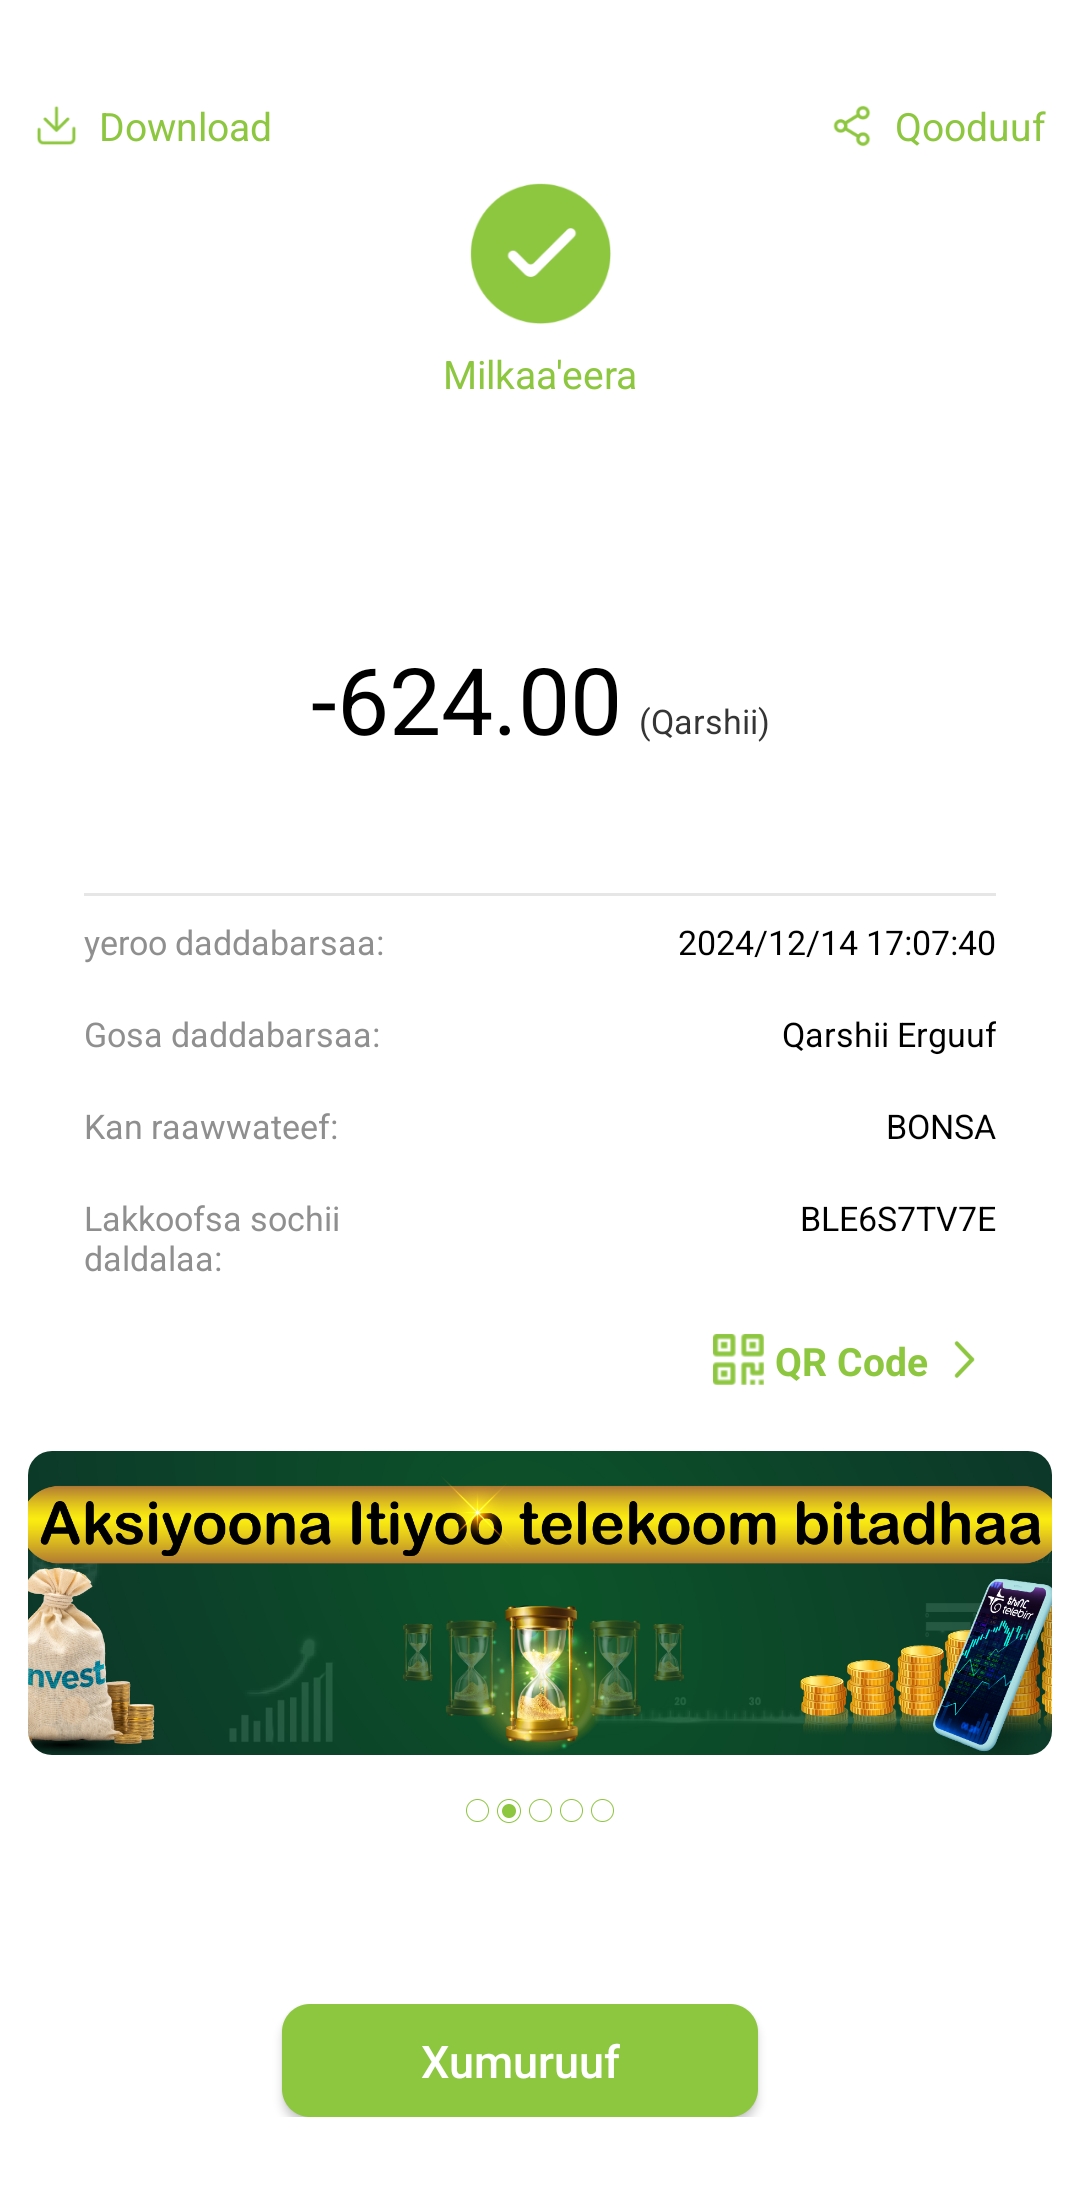 Download
Qooduuf
Milkaa'eera
-624.00 (Qarshii)
yeroo daddabarsaa: 2024/12/14 17:07:40
Gosa daddabarsaa: Qarshii Erguuf
Kan raawwateef: BONSA
Lakkoofsa sochii daldalaa: BLE6S7TV7E
QR Code
Aksiyoona Itiyoo telekoom bitadhaa
nvest
20 30
ቴሌብር
telebirr
Xumuruuf